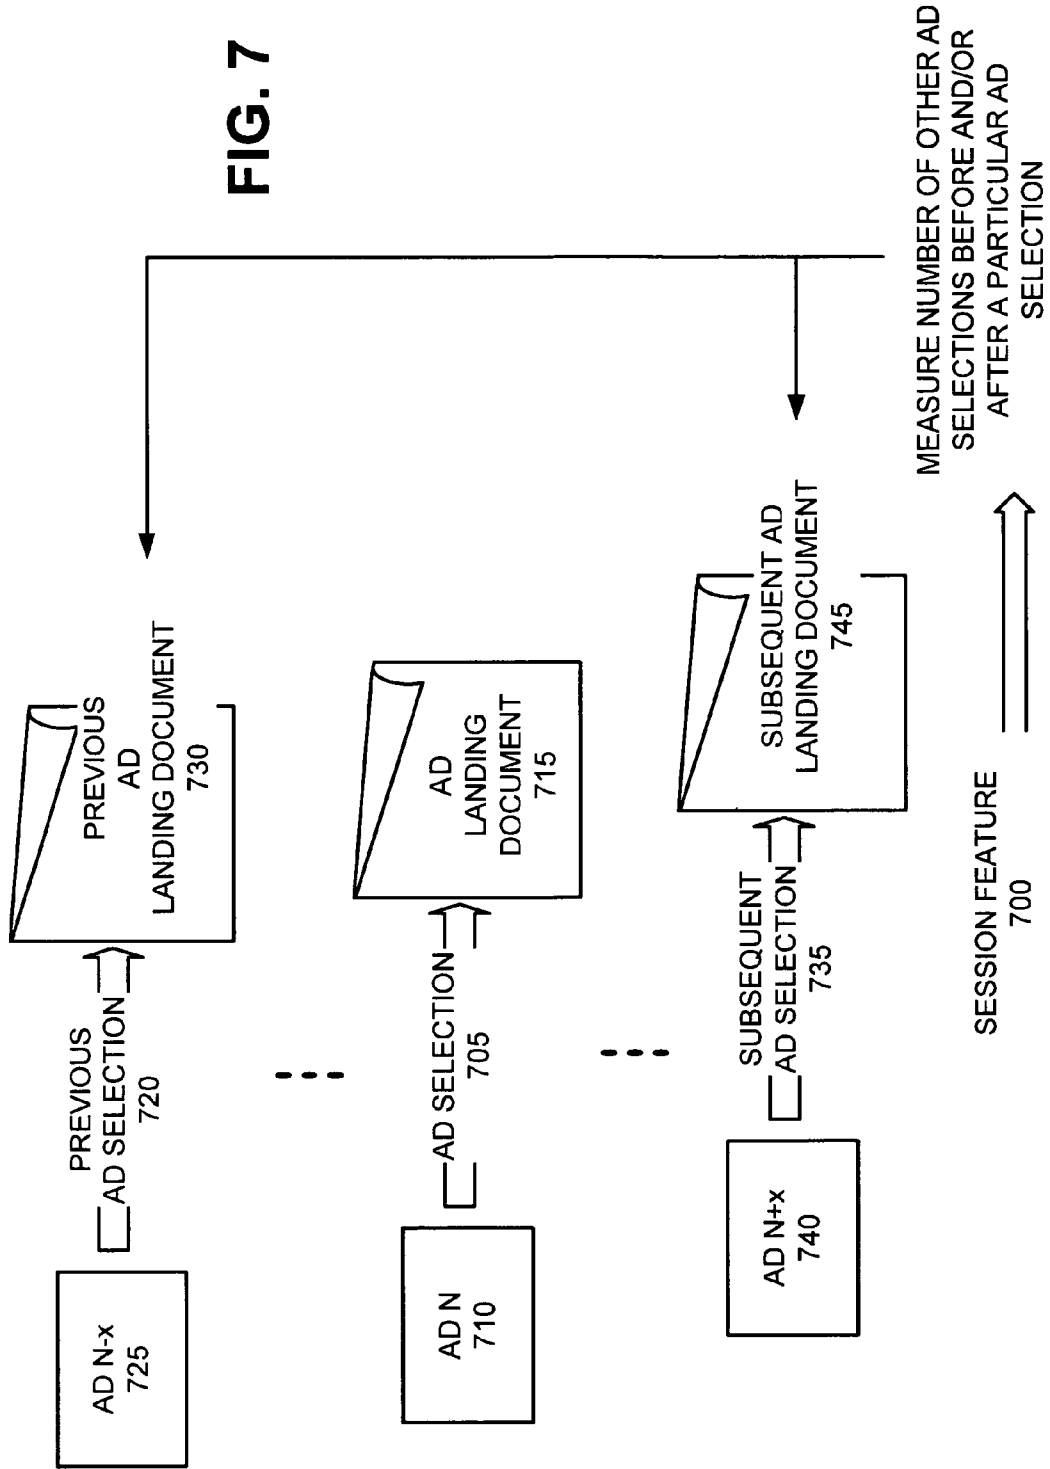 FIG. 7
AD N-x
725
PREVIOUS
AD SELECTION
720
PREVIOUS
AD
LANDING DOCUMENT
730
AD N
710
AD SELECTION
705
AD
LANDING
DOCUMENT
715
AD N+x
740
SUBSEQUENT
AD SELECTION
735
SUBSEQUENT AD
LANDING DOCUMENT
745
SESSION FEATURE
700
MEASURE NUMBER OF OTHER AD
SELECTIONS BEFORE AND/OR
AFTER A PARTICULAR AD
SELECTION